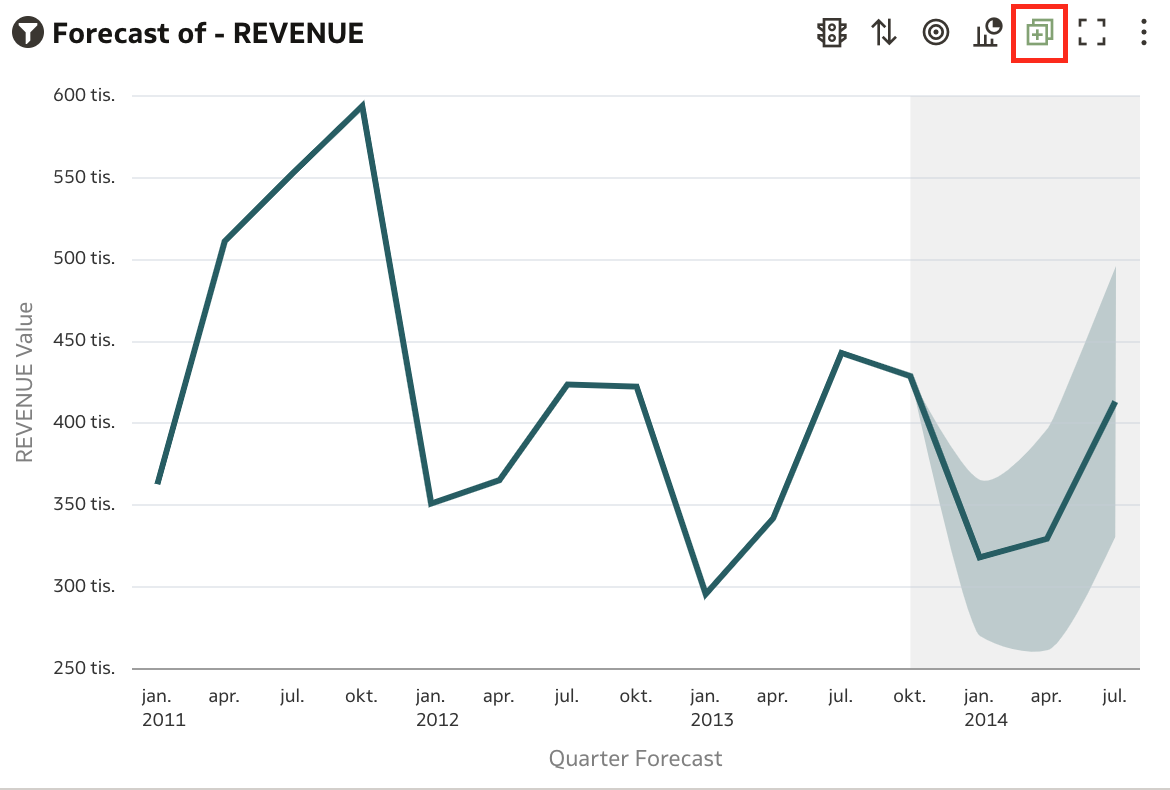 Forecast of - REVENUE
600 tis.
550 tis.
500 tis.
450 tis.
400 tis.
350 tis.
300 tis.
250 tis.
REVENUE Value
jan. apr. jul. okt. jan. apr. jul. okt. jan. apr. jul. okt. jan. apr. jul.
2011 2012 2013 2014
Quarter Forecast